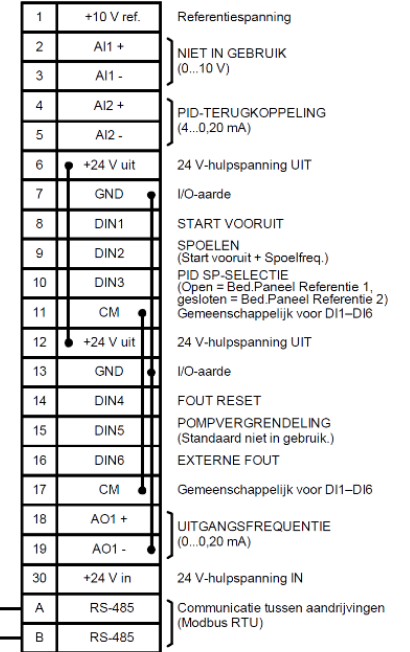 1 +10 V ref. Referentiespanning
2 AI1 + NIET IN GEBRUIK
(0...10 V)
3 AI1 -
4 AI2 + PID-TERUGKOPPELING
(4...0,20 mA)
5 AI2 -
6 +24 V uit 24 V-hulpspanning UIT
7 GND I/O-aarde
8 DIN1 START VOORUIT
9 DIN2 SPOELEN
(Start vooruit + Spoelfreq.)
10 DIN3 PID SP-SELECTIE
(Open = Bed.Paneel Referentie 1,
gesloten = Bed.Paneel Referentie 2)
11 CM Gemeenschappelijk voor DI1–DI6
12 +24 V uit 24 V-hulpspanning UIT
13 GND I/O-aarde
14 DIN4 FOUT RESET
15 DIN5 POMPVERGRENDELING
(Standaard niet in gebruik.)
16 DIN6 EXTERNE FOUT
17 CM Gemeenschappelijk voor DI1–DI6
18 AO1 + UITGANGSFREQUENTIE
(0...0,20 mA)
19 AO1 -
30 +24 V in 24 V-hulpspanning IN
A RS-485 Communicatie tussen aandrijvingen
(Modbus RTU)
B RS-485